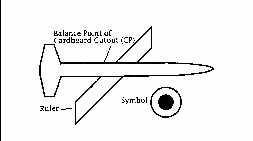 Balance Point of
Cardboard Cutout (CP)
Ruler
Symbol